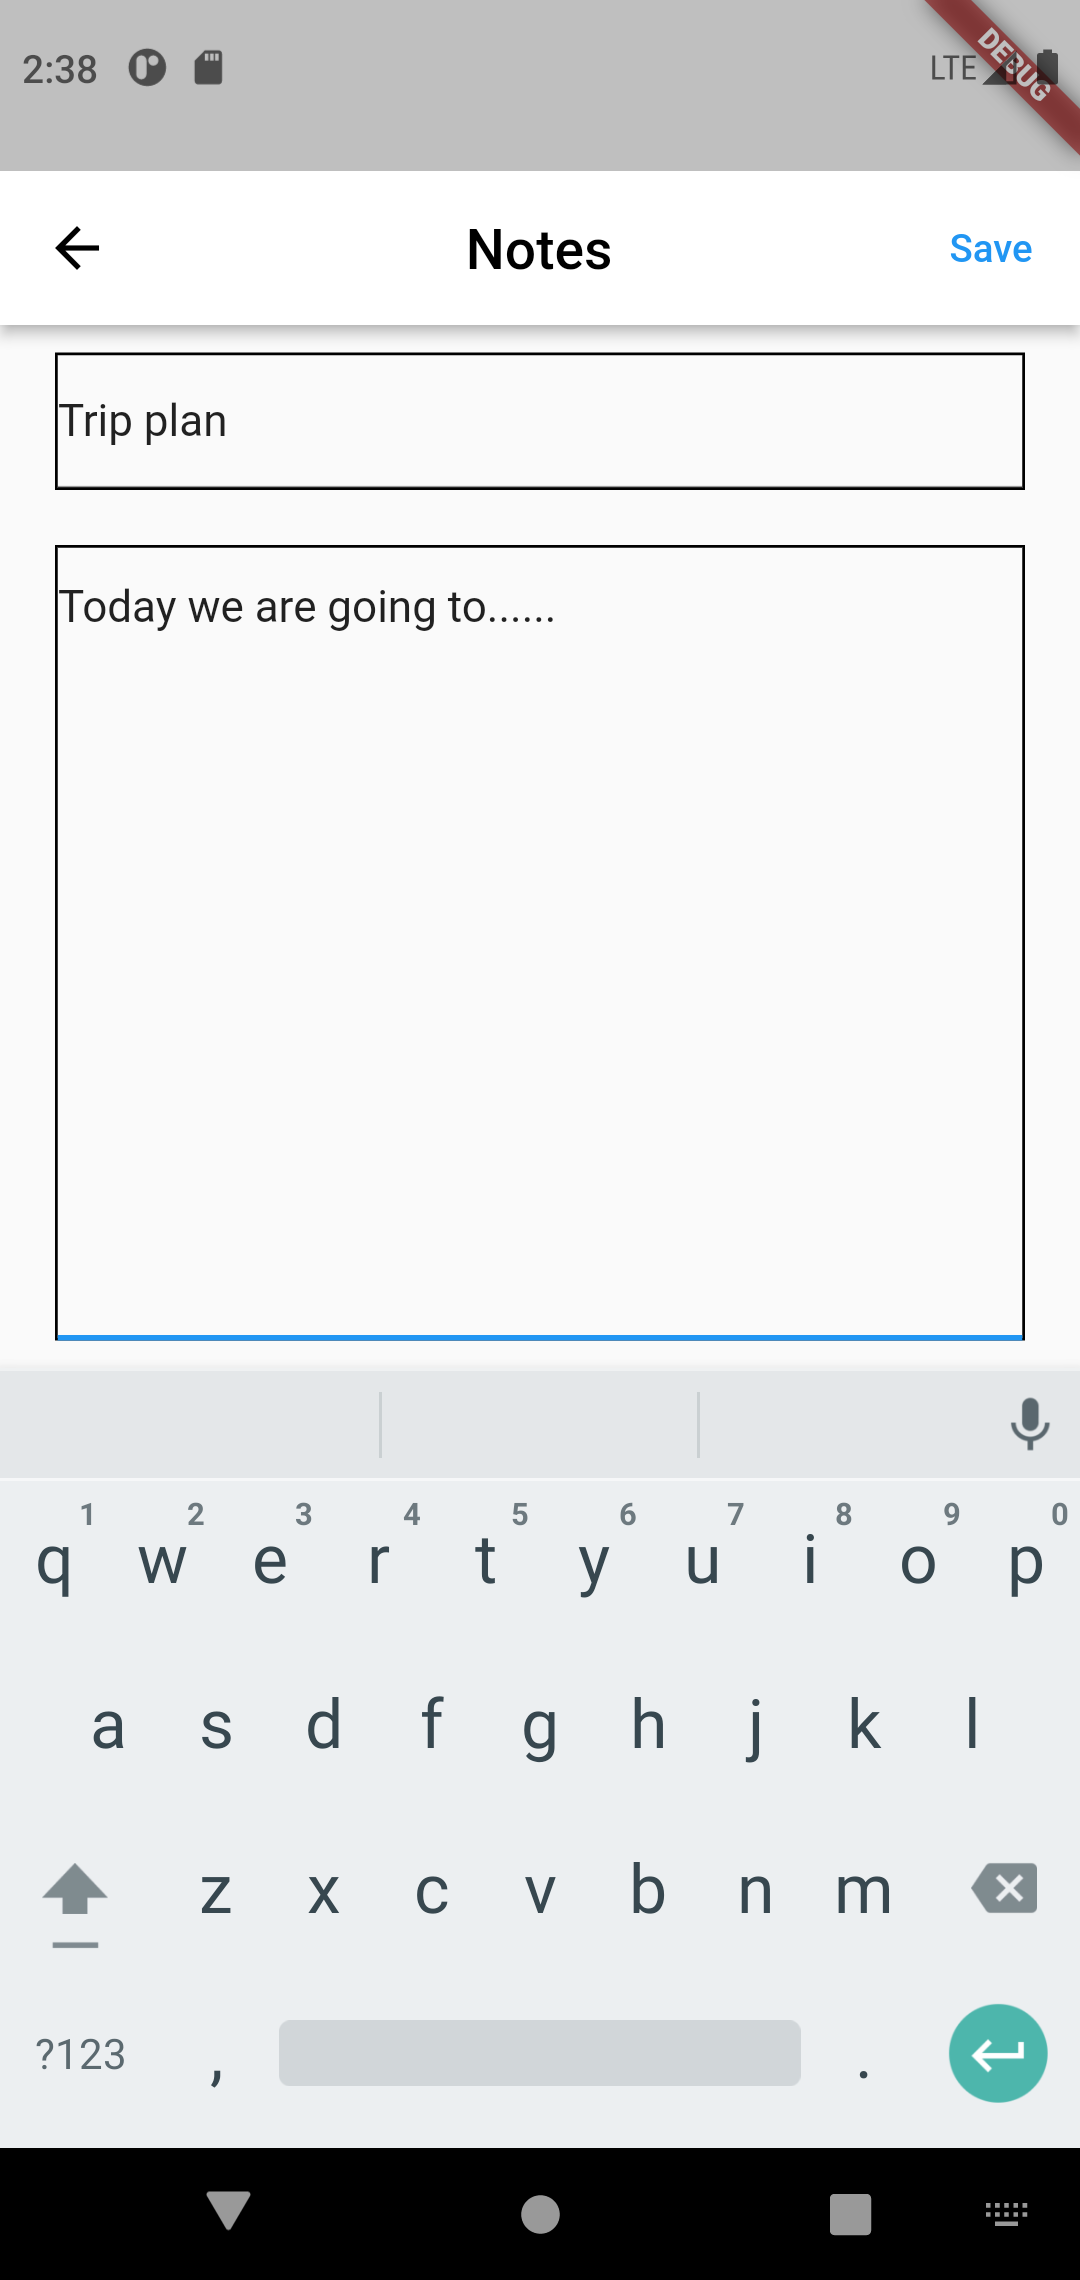 2:38
LTE
DEBUG
Notes
Save
Trip plan
Today we are going to......
1 2 3 4 5 6 7 8 9 0
q w e r t y u i o p
a s d f g h j k l
z x c v b n m
?123 , .